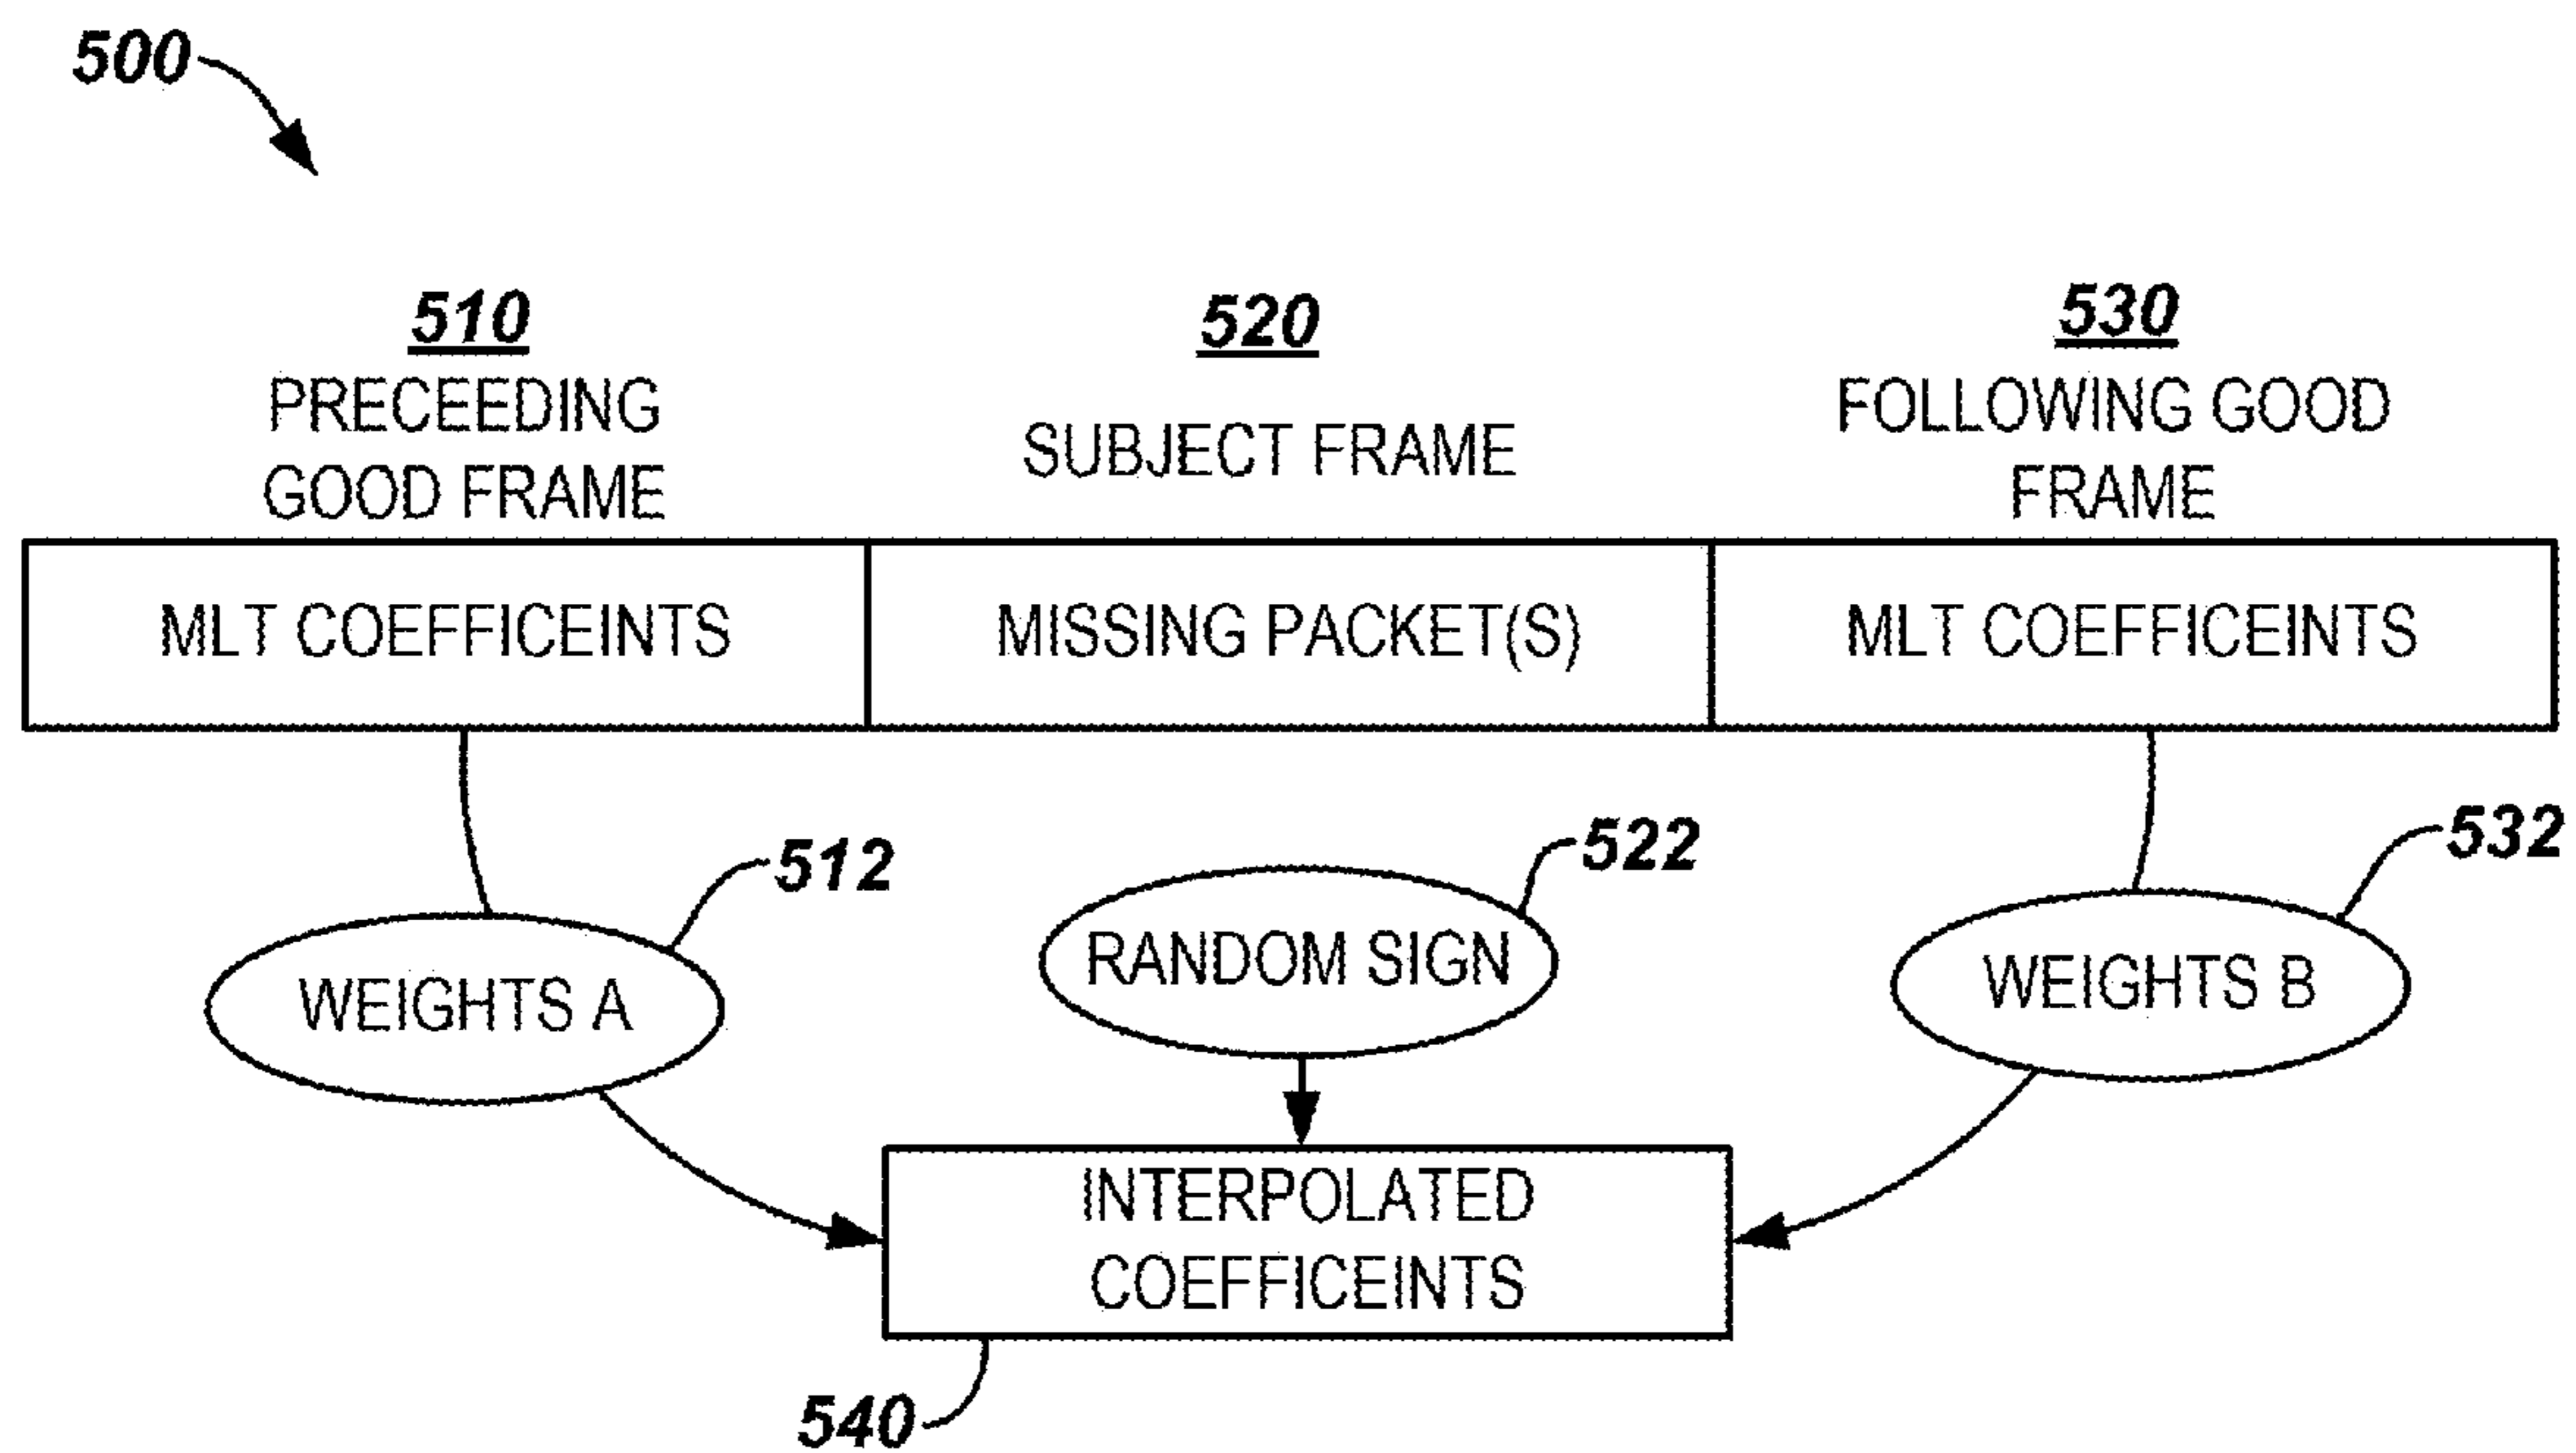 500
510
PRECEEDING
GOOD FRAME
520
SUBJECT FRAME
530
FOLLOWING GOOD
FRAME
MLT COEFFICEINTS
MISSING PACKET(S)
MLT COEFFICEINTS
512
522
532
WEIGHTS A
RANDOM SIGN
WEIGHTS B
INTERPOLATED
COEFFICEINTS
540